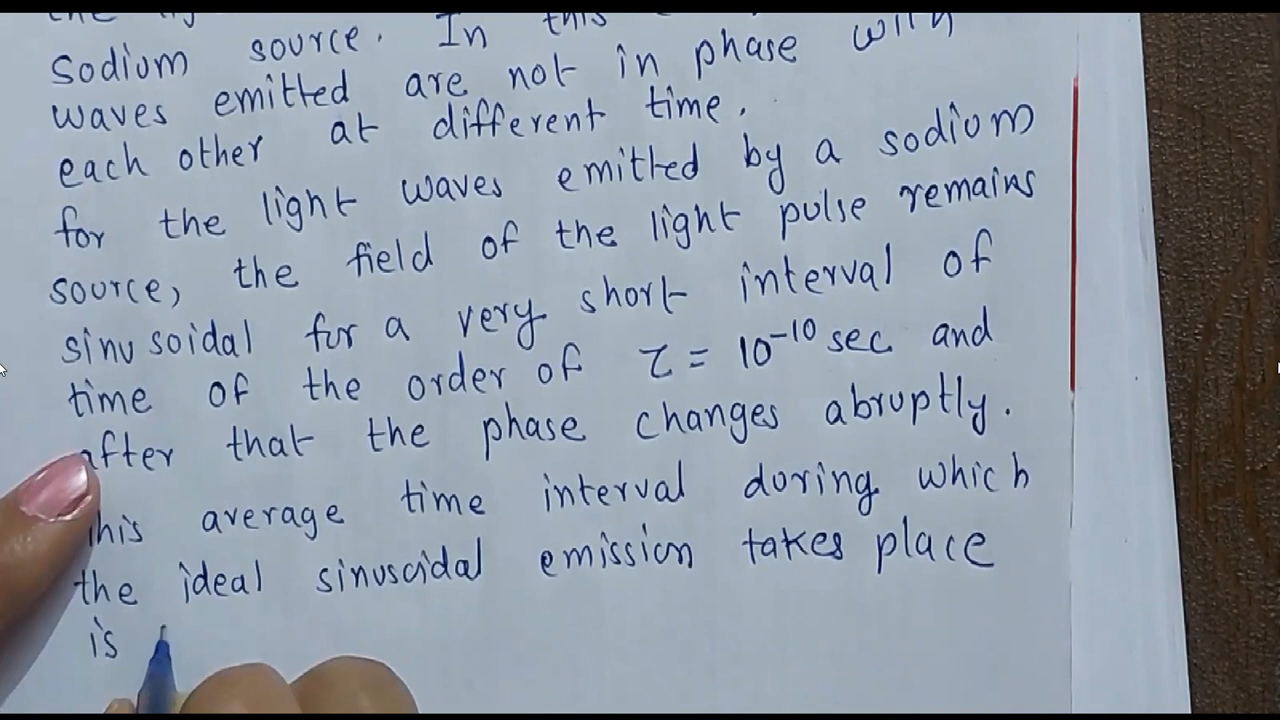 sodium source. In this
waves emitted are not in phase with
each other at different time.
for the light waves emitted by a sodium
source, the field of the light pulse remains
sinusoidal for a very short interval of
time of the order of τ = 10⁻¹⁰ sec and
after that the phase changes abruptly.
this average time interval during which
the ideal sinusoidal emission takes place
is